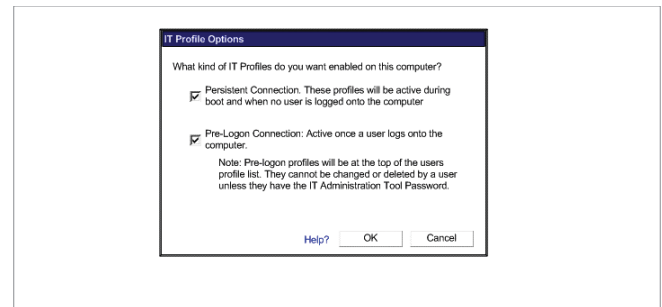 IT Profile Options
What kind of IT Profiles do you want enabled on this computer?
Persistent Connection. These profiles will be active during
boot and when no user is logged onto the computer
Pre-Logon Connection: Active once a user logs onto the
computer.
Note: Pre-logon profiles will be at the top of the users
profile list. They cannot be changed or deleted by a user
unless they have the IT Administration Tool Password.
Help? OK Cancel